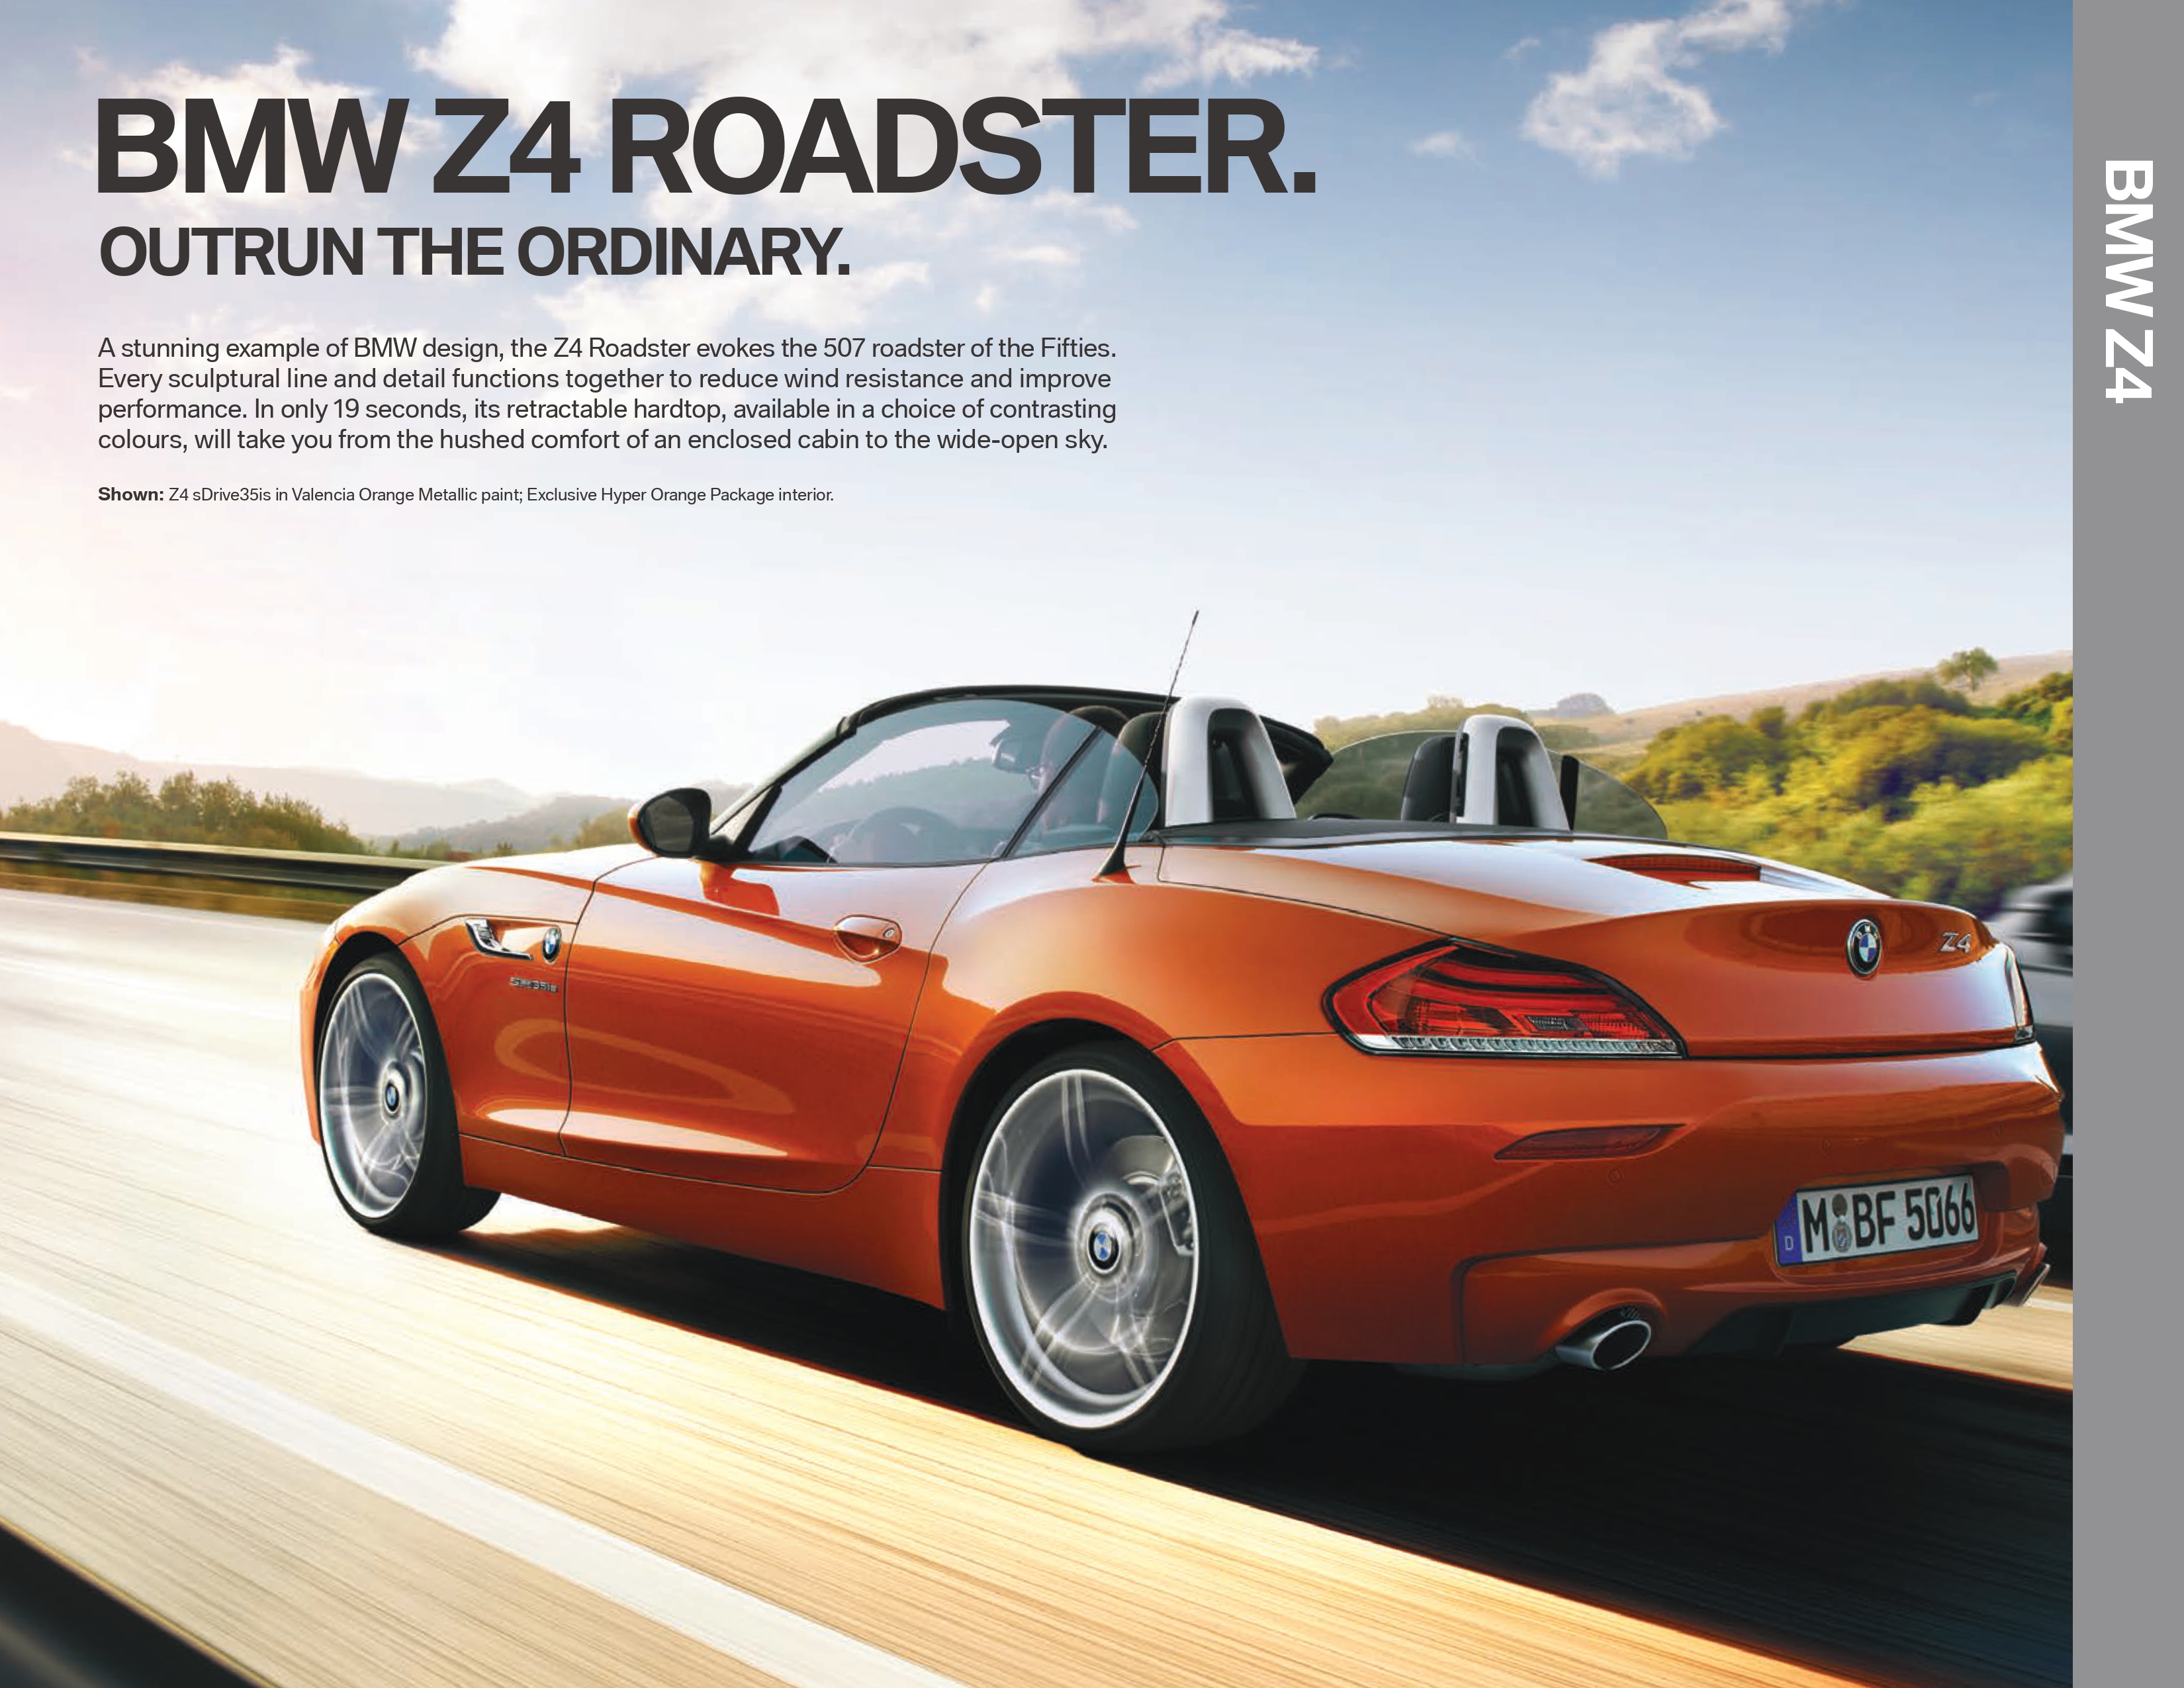 BMW Z4 ROADSTER.
OUTRUN THE ORDINARY.
A stunning example of BMW design, the Z4 Roadster evokes the 507 roadster of the Fifties.
Every sculptural line and detail functions together to reduce wind resistance and improve
performance. In only 19 seconds, its retractable hardtop, available in a choice of contrasting
colours, will take you from the hushed comfort of an enclosed cabin to the wide-open sky.
Shown: Z4 sDrive35is in Valencia Orange Metallic paint; Exclusive Hyper Orange Package interior.
BMW Z4
Z4
D
M BF 5066